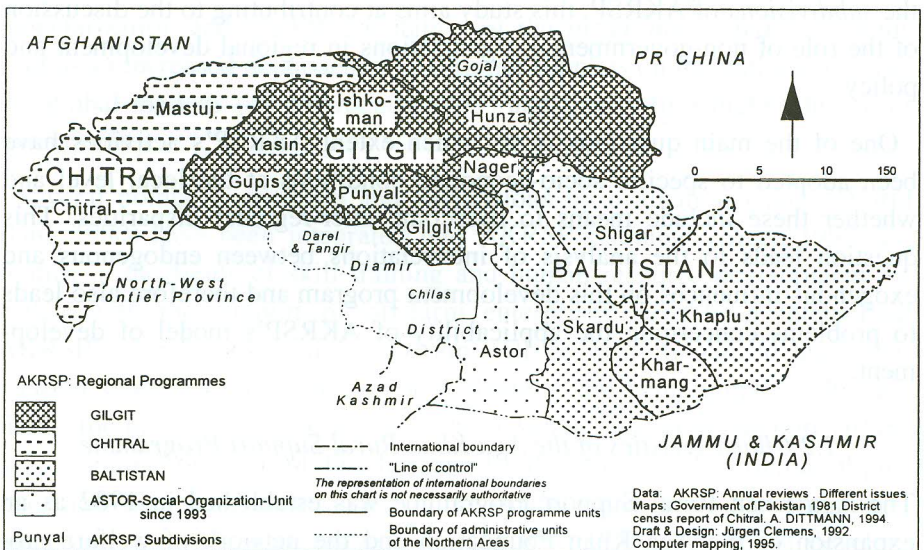 AFGHANISTAN
PR CHINA
Gojal
Mastuj
Ishko-
man
Hunza
Yasin
GILGIT
Nager
0 50 100 150
CHITRAL
Gupis
Punyal
Chitral
Gilgit
Shigar
Darel
& Tangir
Diamir
BALTISTAN
North-West
Frontier Province
Chilas
Khaplu
District
Skardu
Astor
Khar-
mang
Azad
Kashmir
AKRSP: Regional Programmes
GILGIT
CHITRAL
BALTISTAN
ASTOR-Social-Organization-Unit
since 1993
Punyal AKRSP, Subdivisions
International boundary
"Line of control"
The representation of international boundaries
on this chart is not necessarily authoritative
Boundary of AKRSP programme units
Boundary of administrative units
of the Northern Areas
JAMMU & KASHMIR
(INDIA)
Data: AKRSP: Annual reviews . Different issues.
Maps: Government of Pakistan 1981 District
census report of Chitral. A. DITTMANN, 1994.
Draft & Design: Jürgen Clemens, 1992.
Computer mapping, 1995.